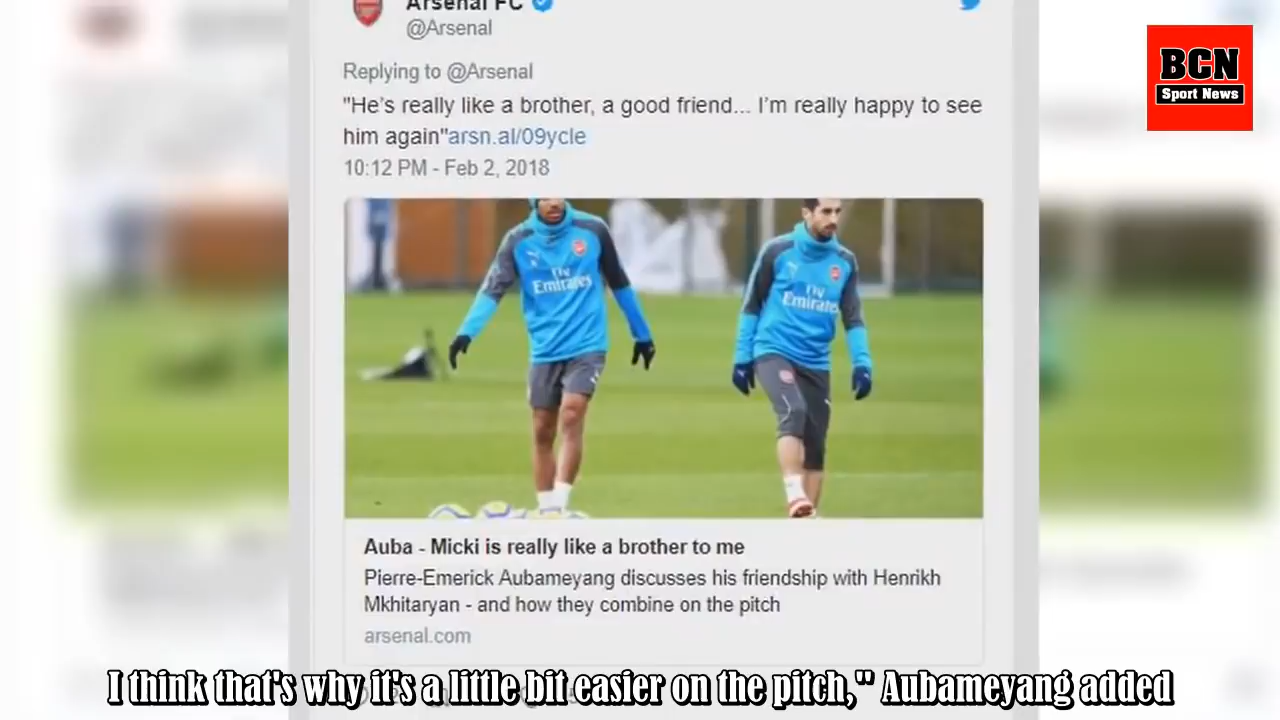 Arsenal FC
@Arsenal
BCN
Sport News
Replying to @Arsenal
"He's really like a brother, a good friend... I'm really happy to see
him again"arsn.al/09ycle
10:12 PM - Feb 2, 2018
Fly
Emirates
Fly
Emirates
Auba - Micki is really like a brother to me
Pierre-Emerick Aubameyang discusses his friendship with Henrikh
Mkhitaryan - and how they combine on the pitch
arsenal.com
I think that's why it's a little bit easier on the pitch," Aubameyang added